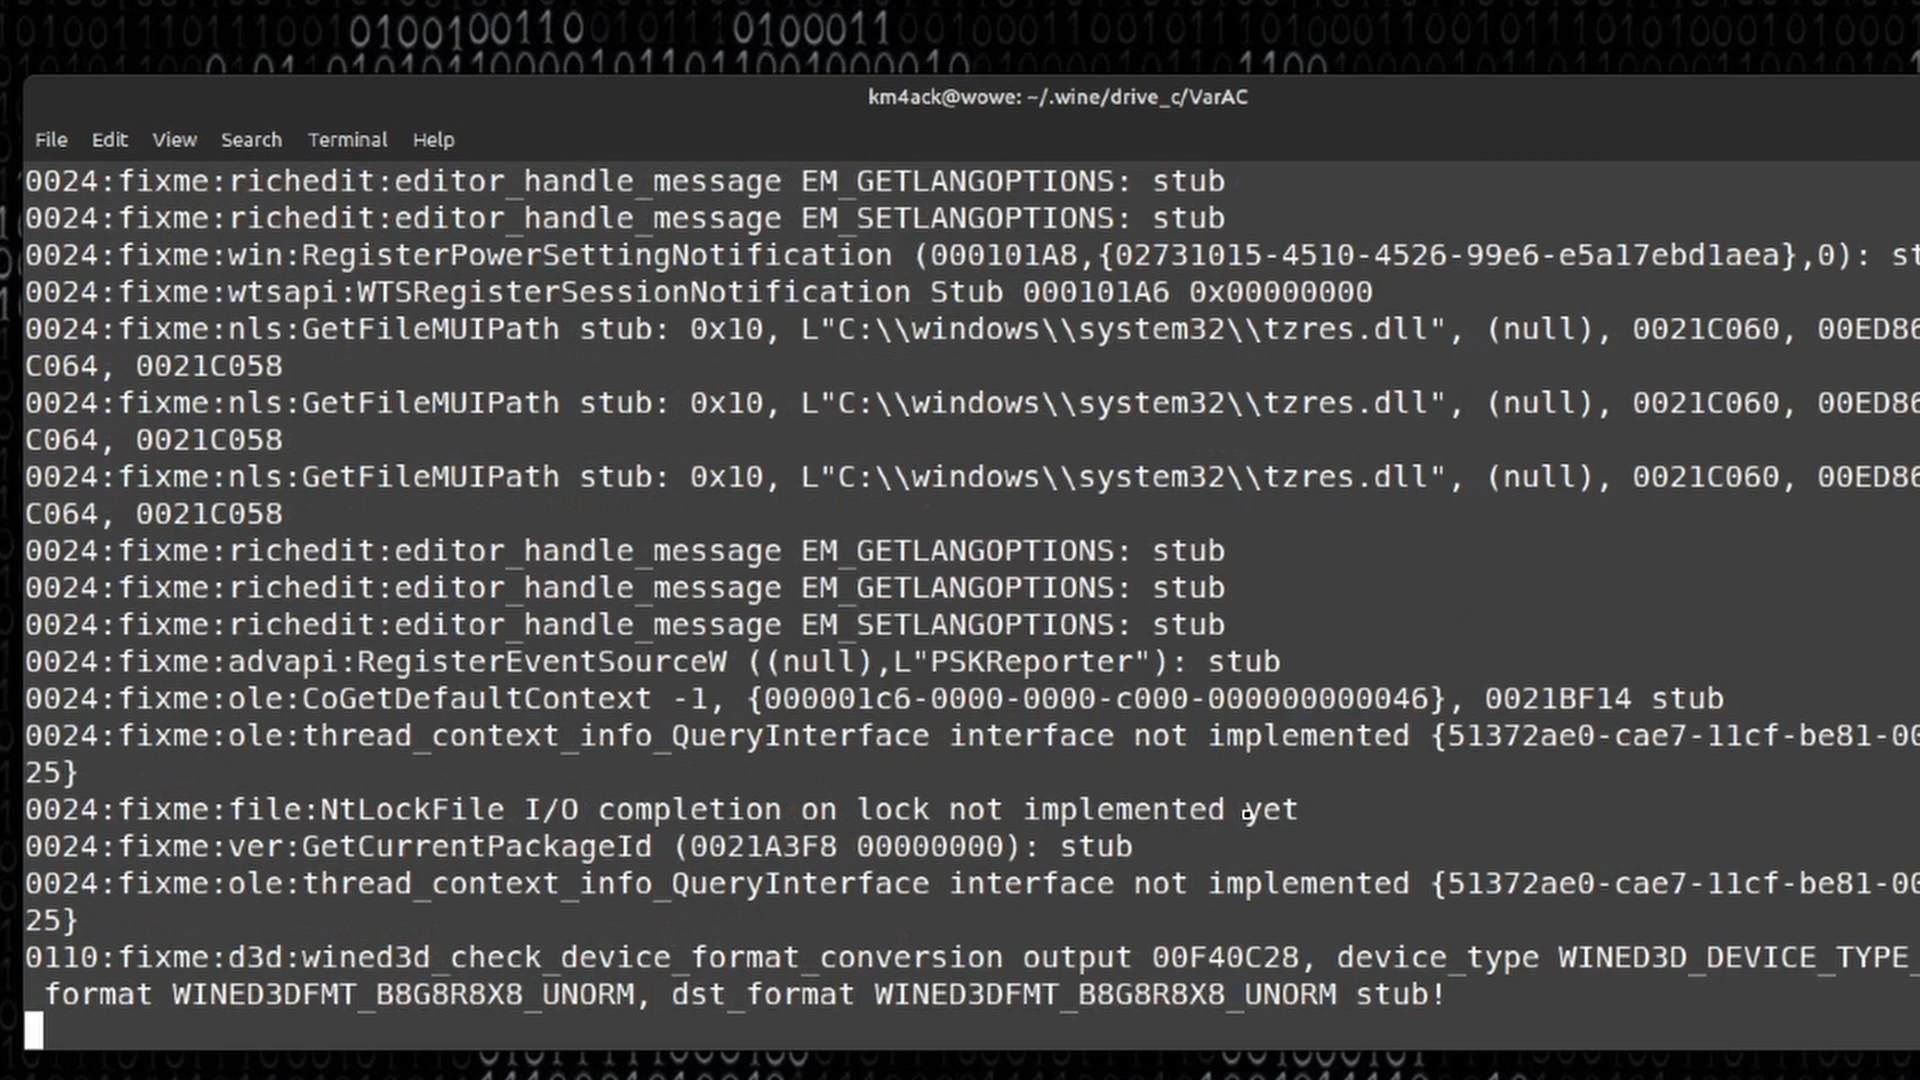 km4ack@wowe: ~/.wine/drive_c/VarAC
File Edit View Search Terminal Help
0024:fixme:richedit:editor_handle_message EM_GETLANGOPTIONS: stub
0024:fixme:richedit:editor_handle_message EM_SETLANGOPTIONS: stub
0024:fixme:win:RegisterPowerSettingNotification (000101A8,{02731015-4510-4526-99e6-e5a17ebd1aea},0): st
0024:fixme:wtsapi:WTSRegisterSessionNotification Stub 000101A6 0x00000000
0024:fixme:nls:GetFileMUIPath stub: 0x10, L"C:\\windows\\system32\\tzres.dll", (null), 0021C060, 00ED86
C064, 0021C058
0024:fixme:nls:GetFileMUIPath stub: 0x10, L"C:\\windows\\system32\\tzres.dll", (null), 0021C060, 00ED86
C064, 0021C058
0024:fixme:nls:GetFileMUIPath stub: 0x10, L"C:\\windows\\system32\\tzres.dll", (null), 0021C060, 00ED86
C064, 0021C058
0024:fixme:richedit:editor_handle_message EM_GETLANGOPTIONS: stub
0024:fixme:richedit:editor_handle_message EM_GETLANGOPTIONS: stub
0024:fixme:richedit:editor_handle_message EM_SETLANGOPTIONS: stub
0024:fixme:advapi:RegisterEventSourceW ((null),L"PSKReporter"): stub
0024:fixme:ole:CoGetDefaultContext -1, {000001c6-0000-0000-c000-000000000046}, 0021BF14 stub
0024:fixme:ole:thread_context_info_QueryInterface interface not implemented {51372ae0-cae7-11cf-be81-00
25}
0024:fixme:file:NtLockFile I/O completion on lock not implemented yet
0024:fixme:ver:GetCurrentPackageId (0021A3F8 00000000): stub
0024:fixme:ole:thread_context_info_QueryInterface interface not implemented {51372ae0-cae7-11cf-be81-00
25}
0110:fixme:d3d:wined3d_check_device_format_conversion output 00F40C28, device_type WINED3D_DEVICE_TYPE_
format WINED3DFMT_B8G8R8X8_UNORM, dst_format WINED3DFMT_B8G8R8X8_UNORM stub!